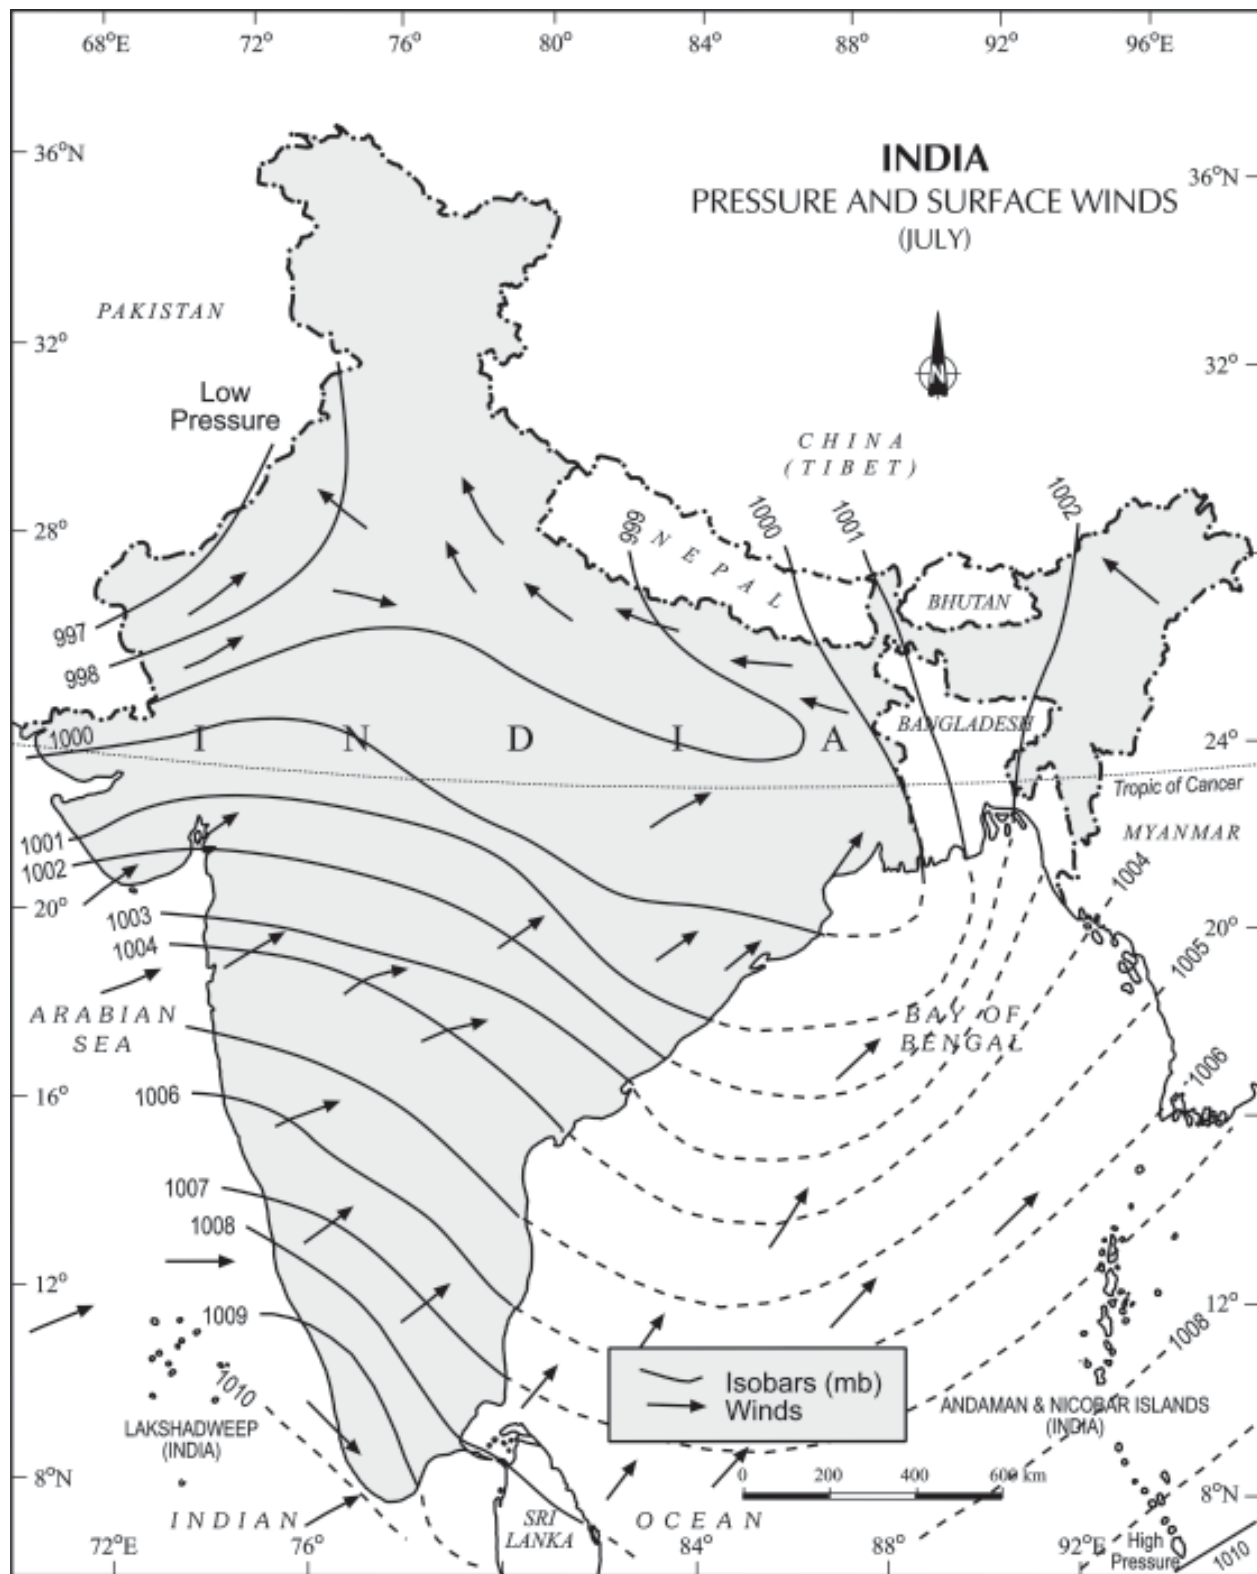 68°E 72° 76° 80° 84° 88° 92° 96°E
INDIA
PRESSURE AND SURFACE WINDS
(JULY)
36°N
36°N
PAKISTAN
32°
32°
Low
Pressure
N
CHINA
(TIBET)
1000
1001
1002
999
28°
NEPAL
BHUTAN
997
998
BANGLADESH
1000
INDIA
24°
Tropic of Cancer
MYANMAR
1001
1002
1004
20°
20°
1003
1004
1005
ARABIAN
SEA
BAY OF
BENGAL
1006
16°
1006
1007
1008
12°
12°
1009
1008
1010
Isobars (mb)
Winds
LAKSHADWEEP
(INDIA)
ANDAMAN & NICOBAR ISLANDS
(INDIA)
0 200 400 600 km
8°N
8°N
INDIAN
SRI
LANKA
OCEAN
High
Pressure
1010
72°E 76° 84° 88° 92°E